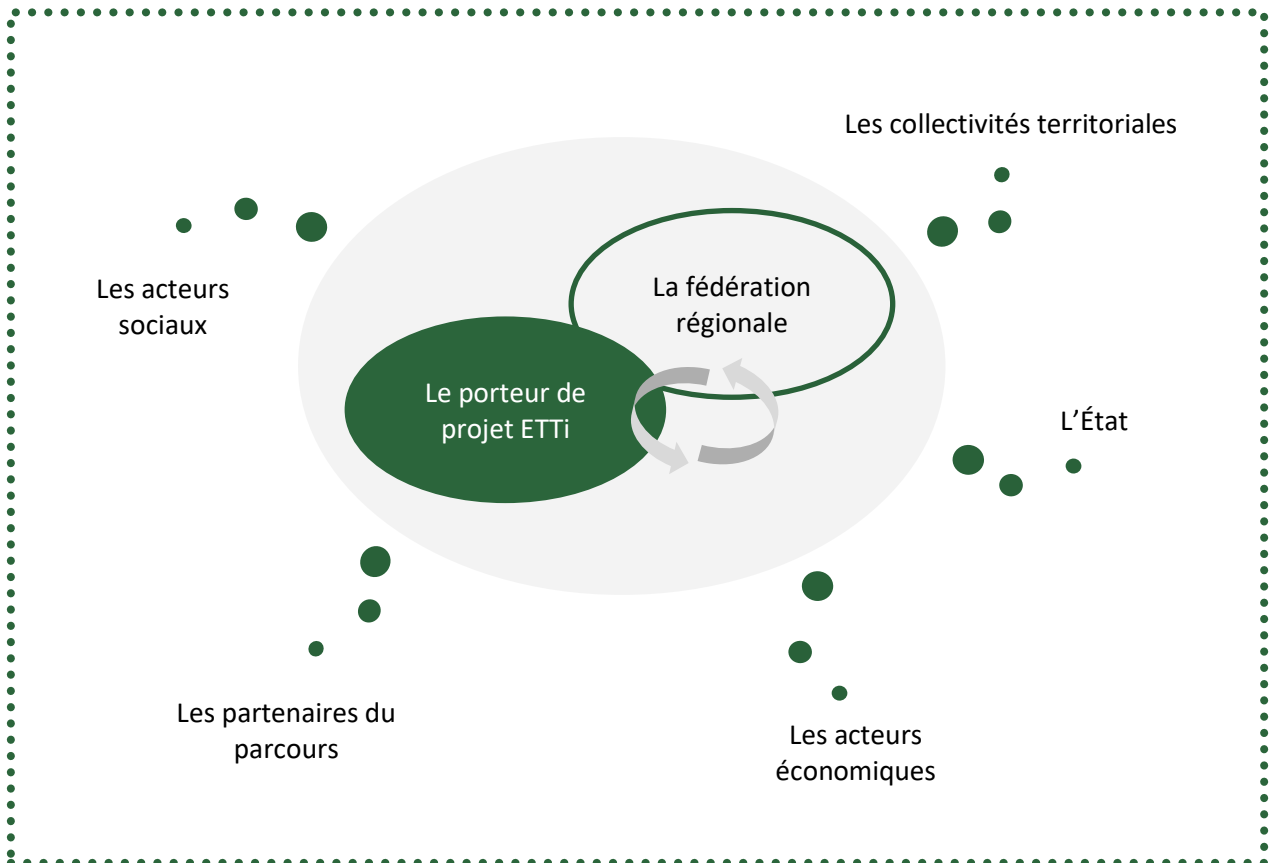 Les collectivités territoriales
Les acteurs
sociaux
La fédération
régionale
Le porteur de
projet ETTi
L’État
Les partenaires du
parcours
Les acteurs
économiques